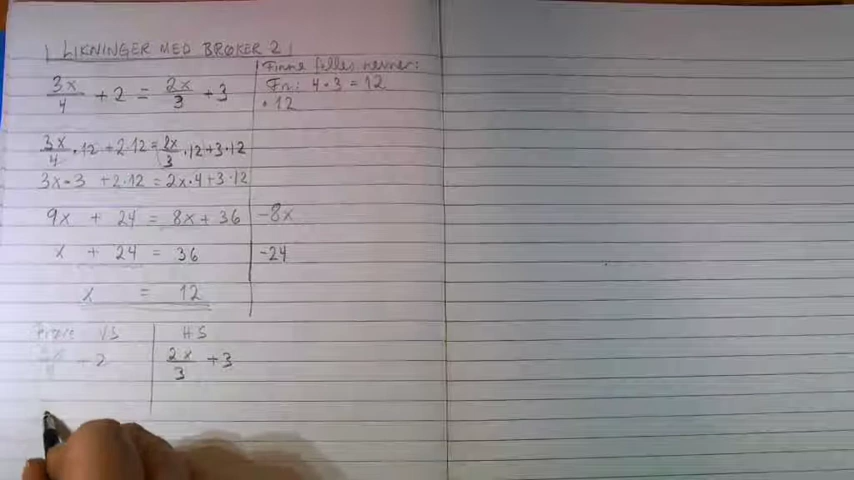 LIKNINGER MED BRØKER 2
3x/4 + 2 = 2x/3 + 3
Finne felles nevner:
Fn: 4 · 3 = 12
· 12
3x/4 · 12 + 2 · 12 = 2x/3 · 12 + 3 · 12
3x · 3 + 2 · 12 = 2x · 4 + 3 · 12
9x + 24 = 8x + 36 | -8x
x + 24 = 36 | -24
x = 12
Prøve VS | HS
3x/4 + 2 | 2x/3 + 3